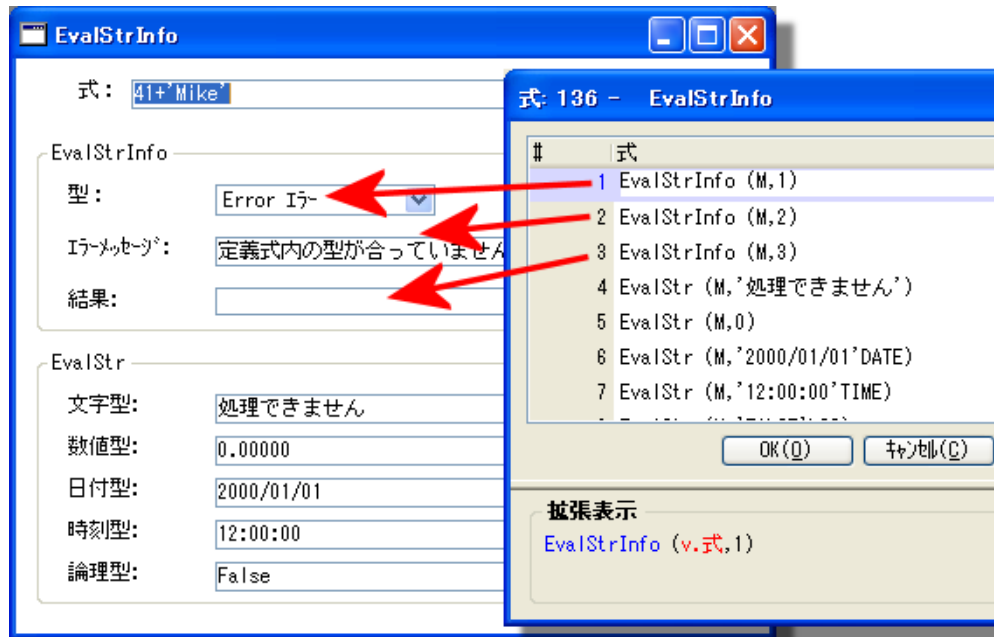 EvalStrInfo
式: 41+'Mike'
EvalStrInfo
型: Error ｴﾗｰ
ｴﾗｰﾒｯｾｰｼﾞ: 定義式内の型が合っていません
結果:
EvalStr
文字型: 処理できません
数値型: 0.00000
日付型: 2000/01/01
時刻型: 12:00:00
論理型: False
式: 136 - EvalStrInfo
# 式
1 EvalStrInfo (M,1)
2 EvalStrInfo (M,2)
3 EvalStrInfo (M,3)
4 EvalStr (M,'処理できません')
5 EvalStr (M,0)
6 EvalStr (M,'2000/01/01'DATE)
7 EvalStr (M,'12:00:00'TIME)
OK(O) ｷｬﾝｾﾙ(C)
拡張表示
EvalStrInfo (v.式,1)